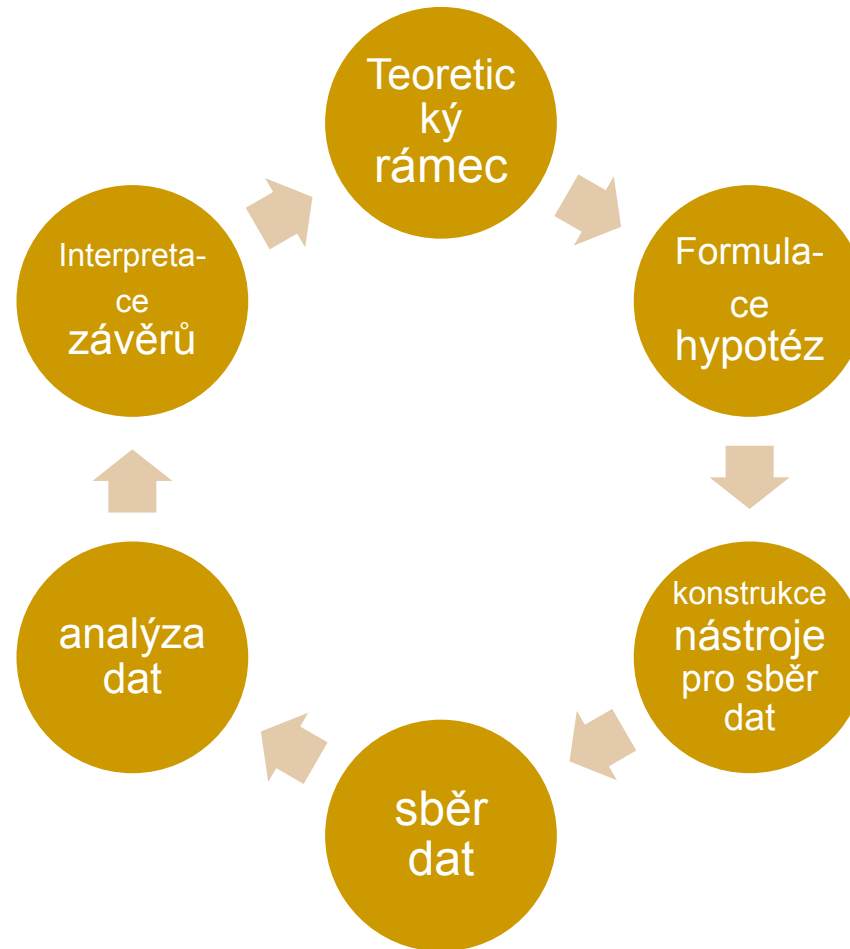 Teoretic
ký
rámec
Formula-
ce
hypotéz
konstrukce
nástroje
pro sběr
dat
sběr
dat
analýza
dat
Interpreta-
ce
závěrů